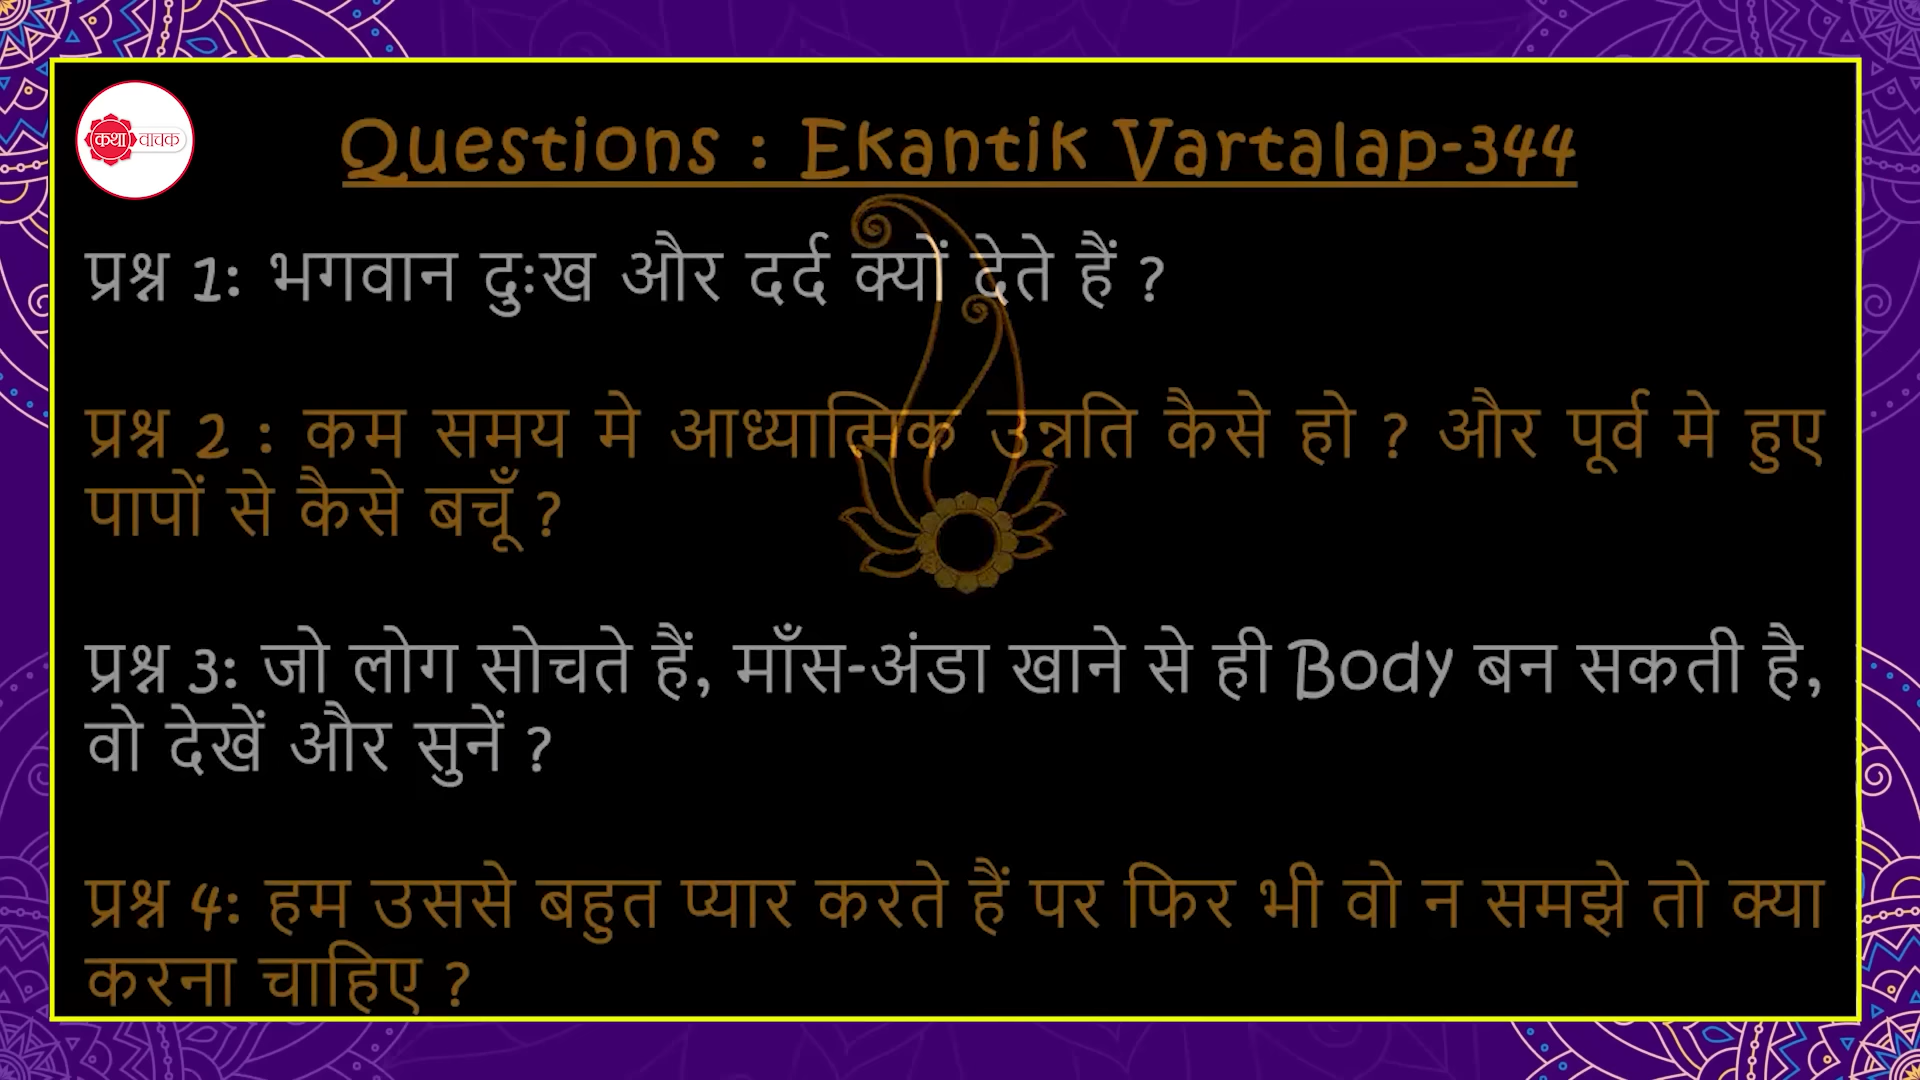 कथा वाचक
Questions : Ekantik Vartalap-344
प्रश्न 1: भगवान दुःख और दर्द क्यों देते हैं ?
प्रश्न 2 : कम समय मे आध्यात्मिक उन्नति कैसे हो ? और पूर्व मे हुए
पापों से कैसे बचूँ ?
प्रश्न 3: जो लोग सोचते हैं, माँस-अंडा खाने से ही Body बन सकती है,
वो देखें और सुनें ?
प्रश्न 4: हम उससे बहुत प्यार करते हैं पर फिर भी वो न समझे तो क्या
करना चाहिए ?